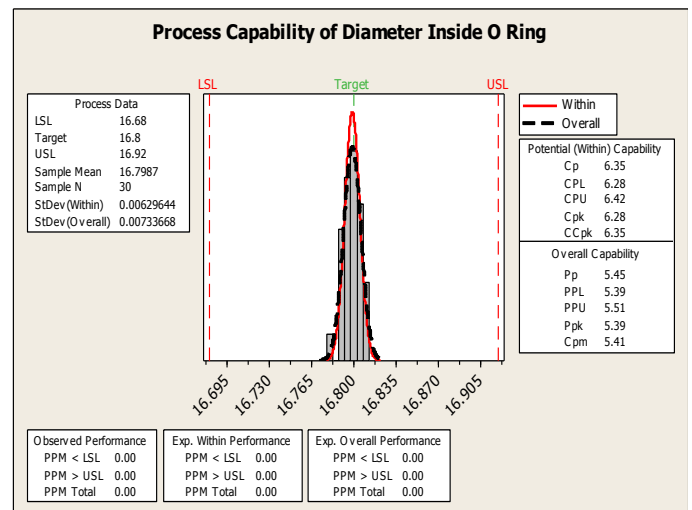 Process Capability of Diameter Inside O Ring
LSL Target USL
Process Data
LSL 16.68
Target 16.8
USL 16.92
Sample Mean 16.7987
Sample N 30
StDev(Within) 0.00629644
StDev(Overall) 0.00733668
Within
Overall
Potential (Within) Capability
Cp 6.35
CPL 6.28
CPU 6.42
Cpk 6.28
CCpk 6.35
Overall Capability
Pp 5.45
PPL 5.39
PPU 5.51
Ppk 5.39
Cpm 5.41
16.695 16.730 16.765 16.800 16.835 16.870 16.905
Observed Performance
PPM < LSL 0.00
PPM > USL 0.00
PPM Total 0.00
Exp. Within Performance
PPM < LSL 0.00
PPM > USL 0.00
PPM Total 0.00
Exp. Overall Performance
PPM < LSL 0.00
PPM > USL 0.00
PPM Total 0.00